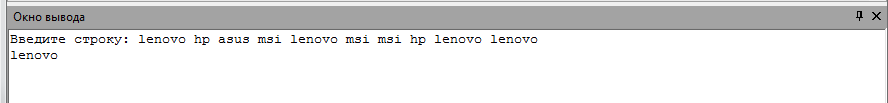 Окно вывода
Введите строку: lenovo hp asus msi lenovo msi msi hp lenovo lenovo
lenovo